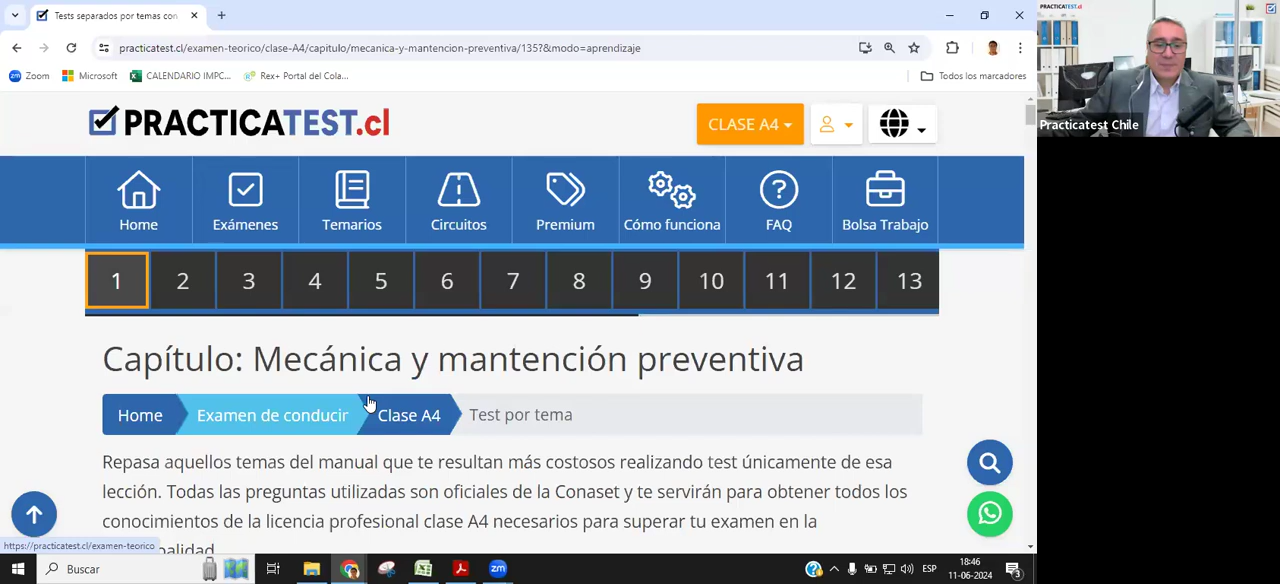 Tests separados por temas con
practicatest.cl/examen-teorico/clase-A4/capitulo/mecanica-y-mantencion-preventiva/135?&modo=aprendizaje
Zoom
Microsoft
CALENDARIO IMPC...
Rex+ Portal del Cola...
Todos los marcadores
PRACTICATEST.cl
CLASE A4
Home
Exámenes
Temarios
Circuitos
Premium
Cómo funciona
FAQ
Bolsa Trabajo
1 2 3 4 5 6 7 8 9 10 11 12 13
Capítulo: Mecánica y mantención preventiva
Home
Examen de conducir
Clase A4
Test por tema
Repasa aquellos temas del manual que te resultan más costosos realizando test únicamente de esa
lección. Todas las preguntas utilizadas son oficiales de la Conaset y te servirán para obtener todos los
conocimientos de la licencia profesional clase A4 necesarios para superar tu examen en la
palidad.
https://practicatest.cl/examen-teorico
Buscar
ESP
18:46
11-06-2024
3
PRACTICATEST.cl
Practicatest Chile